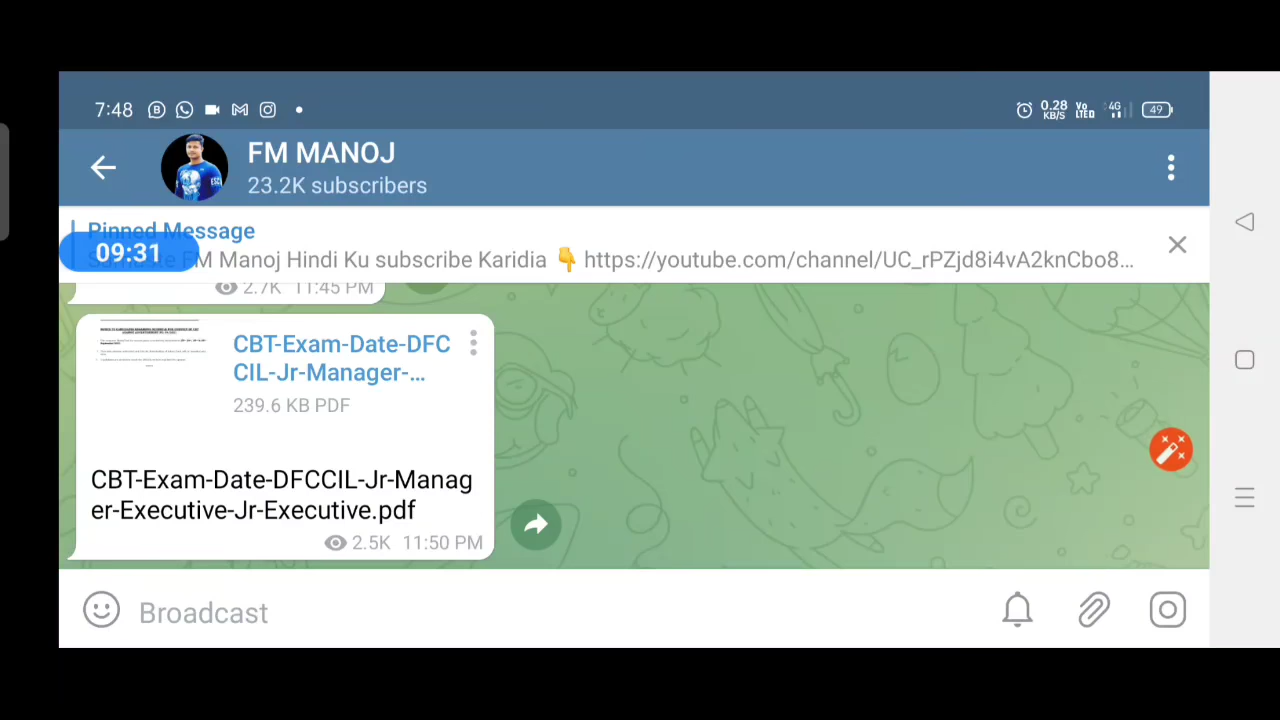 7:48
0.28 KB/S Vo LTE 4G 49
FM MANOJ
23.2K subscribers
Pinned Message
09:31
FM Manoj Hindi Ku subscribe Karidia 👇 https://youtube.com/channel/UC_rPZjd8i4vA2knCbo8...
2.7K 11:45 PM
CBT-Exam-Date-DFC
CIL-Jr-Manager-...
239.6 KB PDF
CBT-Exam-Date-DFCCIL-Jr-Manag
er-Executive-Jr-Executive.pdf
2.5K 11:50 PM
Broadcast